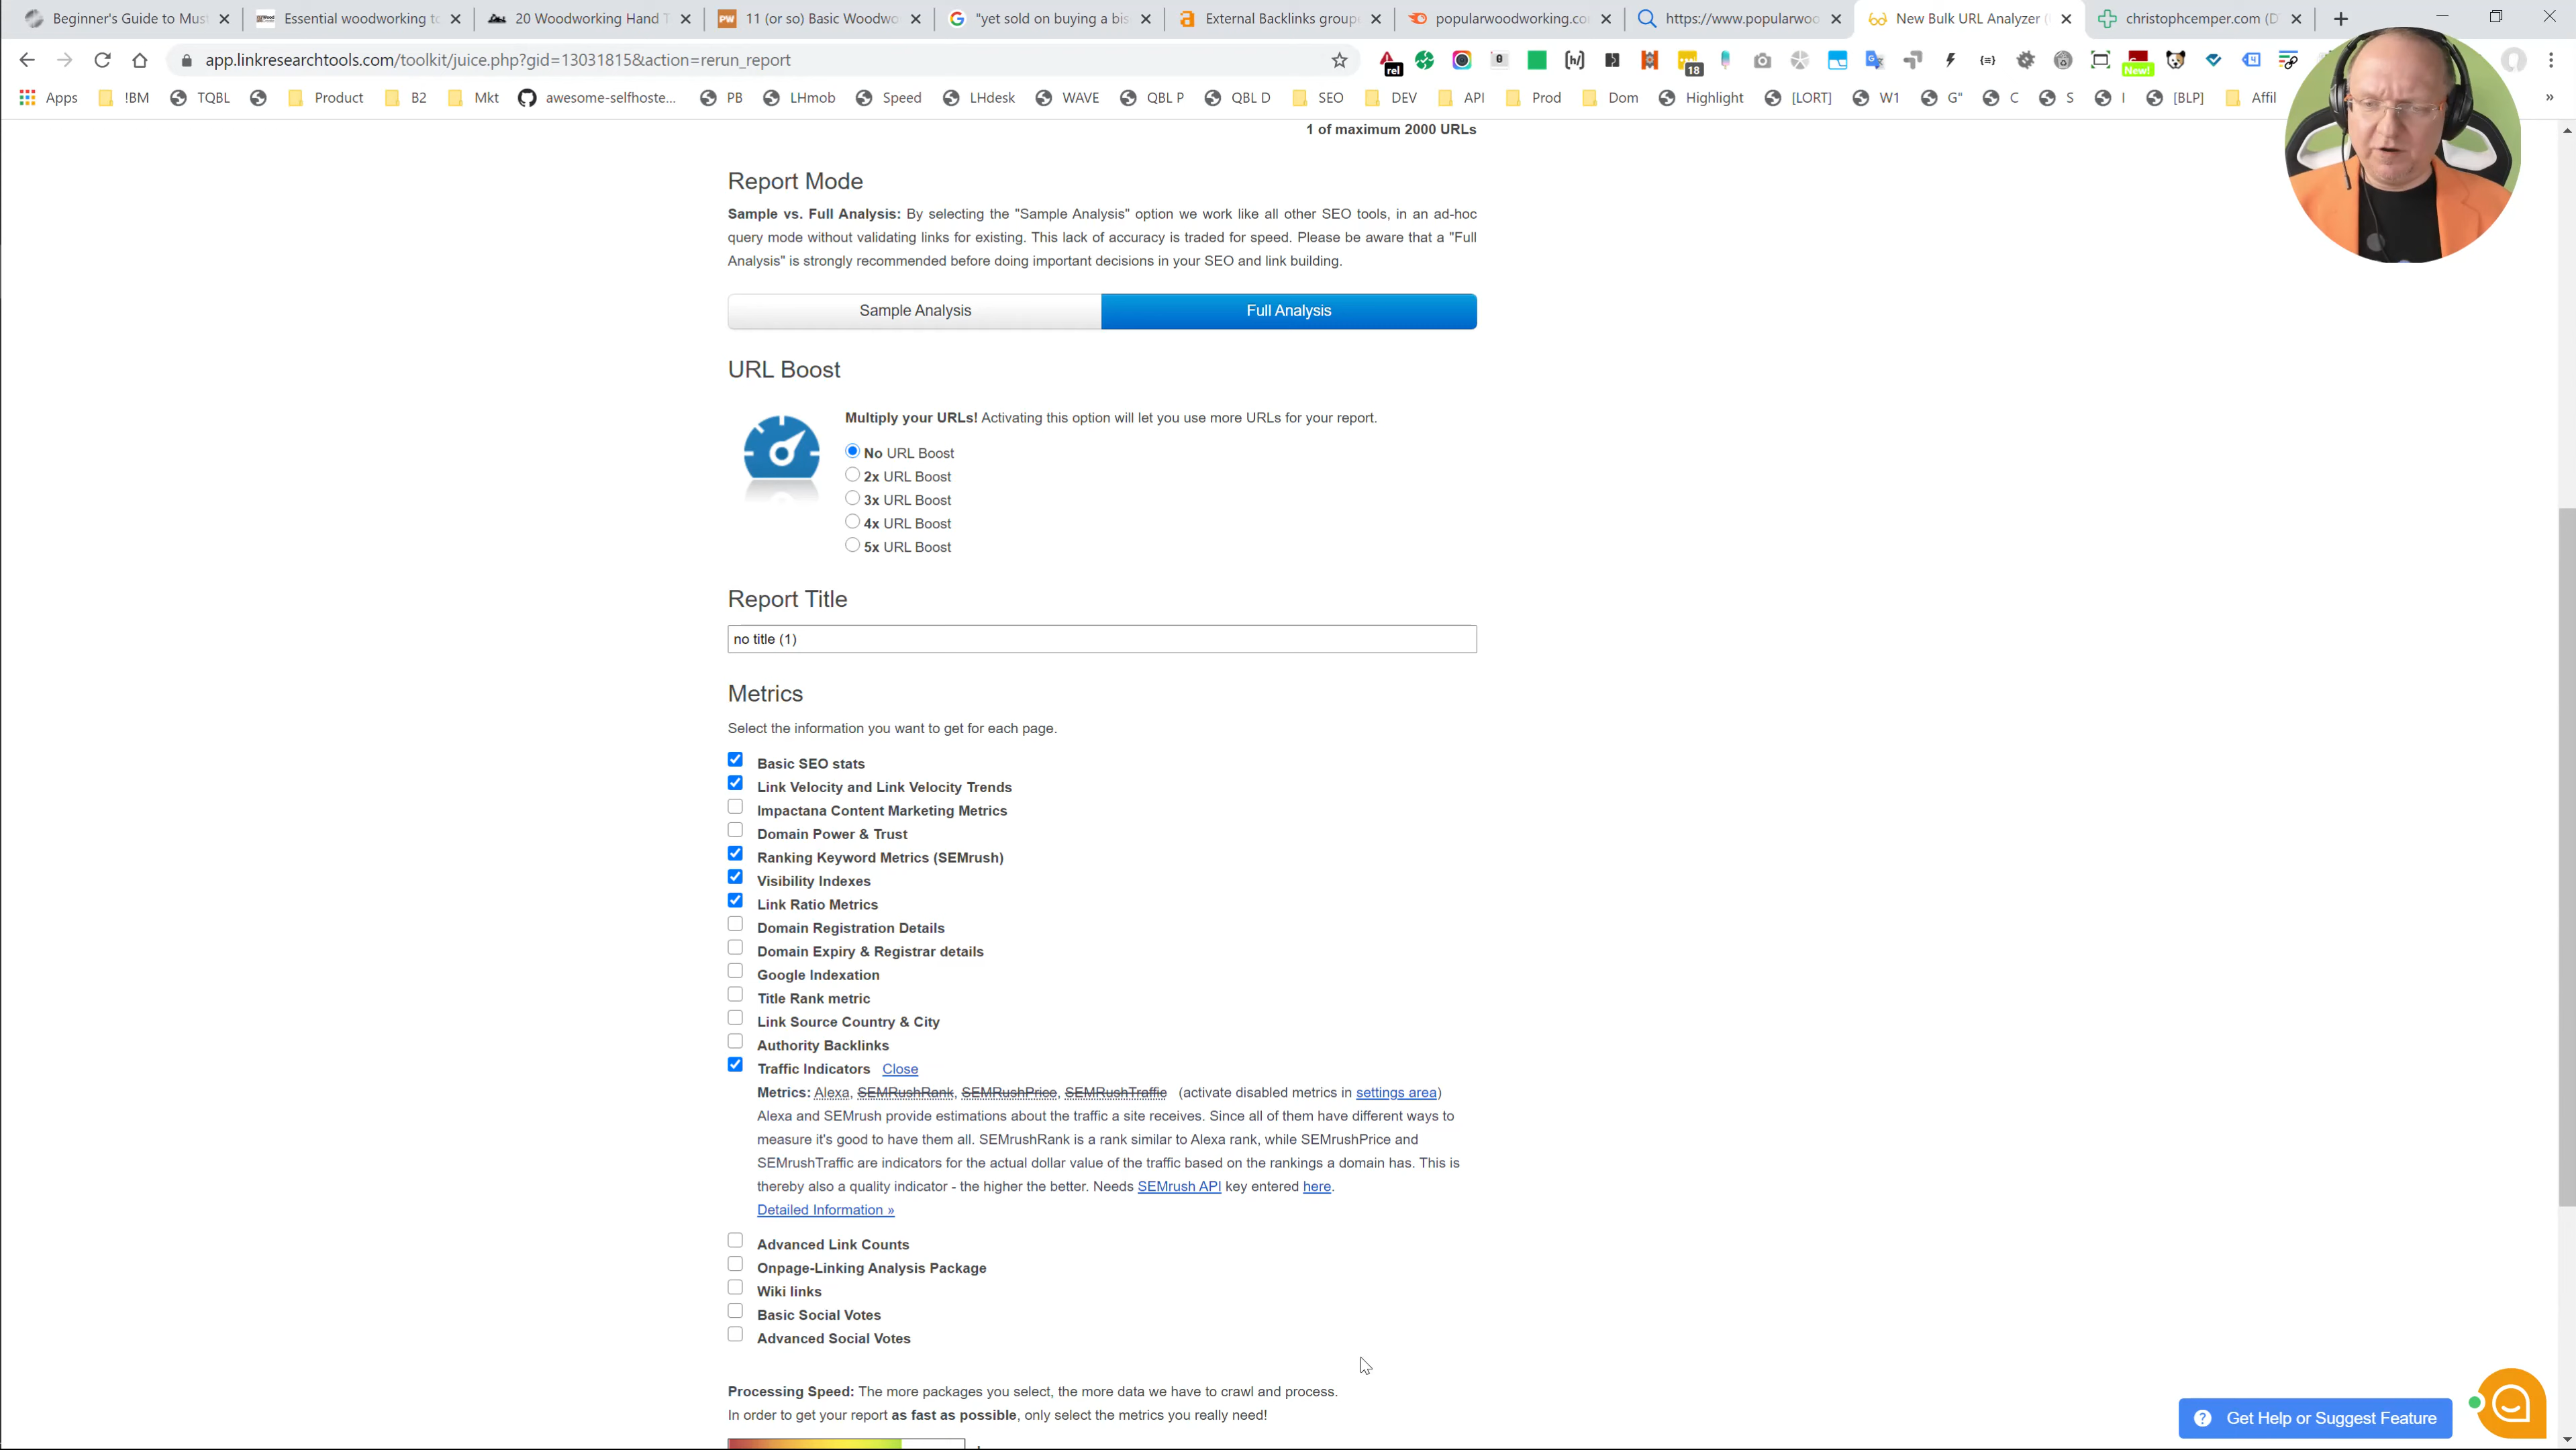 Beginner's Guide to Mus
Essential woodworking to
20 Woodworking Hand T
11 (or so) Basic Woodwo
"yet sold on buying a bis
External Backlinks groupe
popularwoodworking.co
https://www.popularwoo
New Bulk URL Analyzer (
christophcemper.com (D
app.linkresearchtools.com/toolkit/juice.php?gid=13031815&action=rerun_report
rel
18
New!
Apps !BM TQBL Product B2 Mkt awesome-selfhoste... PB LHmob Speed LHdesk WAVE QBL P QBL D SEO DEV API Prod Dom Highlight [LORT] W1 G" C S I [BLP] Affil »
1 of maximum 2000 URLs
Report Mode
Sample vs. Full Analysis: By selecting the "Sample Analysis" option we work like all other SEO tools, in an ad-hoc
query mode without validating links for existing. This lack of accuracy is traded for speed. Please be aware that a "Full
Analysis" is strongly recommended before doing important decisions in your SEO and link building.
Sample Analysis Full Analysis
URL Boost
Multiply your URLs! Activating this option will let you use more URLs for your report.
No URL Boost
2x URL Boost
3x URL Boost
4x URL Boost
5x URL Boost
Report Title
no title (1)
Metrics
Select the information you want to get for each page.
Basic SEO stats
Link Velocity and Link Velocity Trends
Impactana Content Marketing Metrics
Domain Power & Trust
Ranking Keyword Metrics (SEMrush)
Visibility Indexes
Link Ratio Metrics
Domain Registration Details
Domain Expiry & Registrar details
Google Indexation
Title Rank metric
Link Source Country & City
Authority Backlinks
Traffic Indicators Close
Metrics: Alexa, SEMRushRank, SEMRushPrice, SEMRushTraffic (activate disabled metrics in settings area)
Alexa and SEMrush provide estimations about the traffic a site receives. Since all of them have different ways to
measure it's good to have them all. SEMrushRank is a rank similar to Alexa rank, while SEMrushPrice and
SEMrushTraffic are indicators for the actual dollar value of the traffic based on the rankings a domain has. This is
thereby also a quality indicator - the higher the better. Needs SEMrush API key entered here.
Detailed Information »
Advanced Link Counts
Onpage-Linking Analysis Package
Wiki links
Basic Social Votes
Advanced Social Votes
Processing Speed: The more packages you select, the more data we have to crawl and process.
In order to get your report as fast as possible, only select the metrics you really need!
Get Help or Suggest Feature